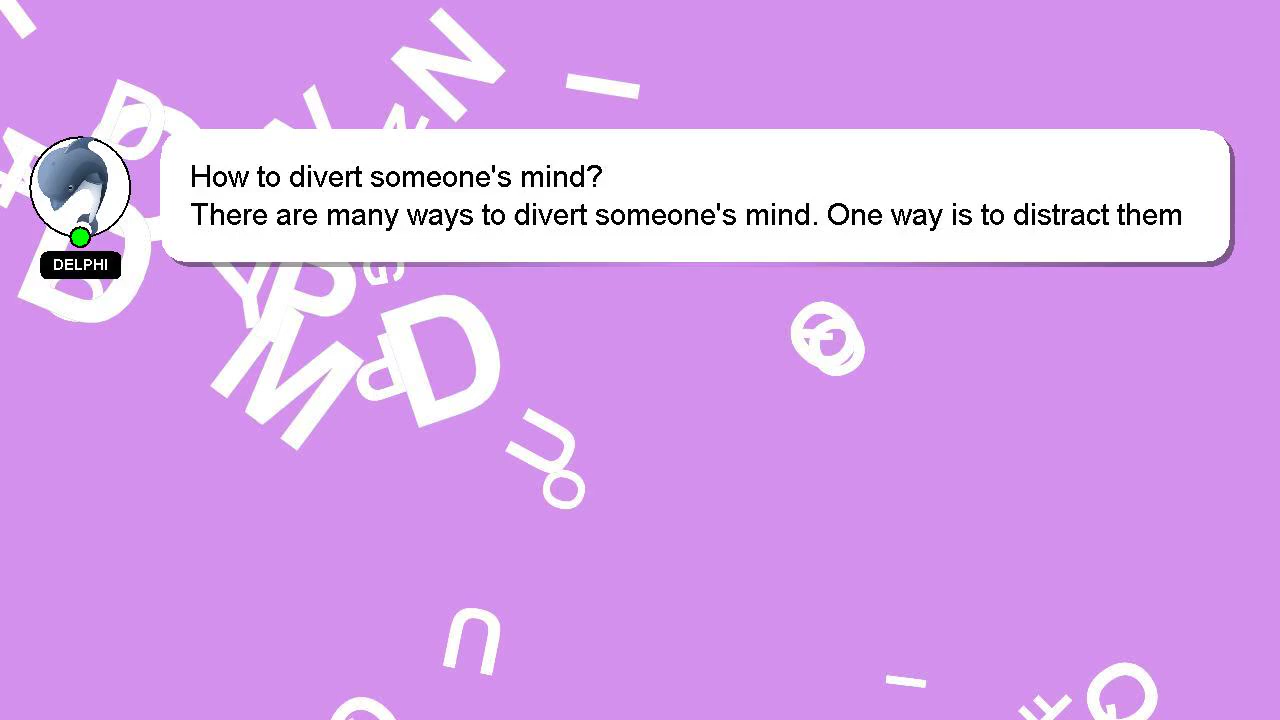 How to divert someone's mind?
There are many ways to divert someone's mind. One way is to distract them
DELPHI